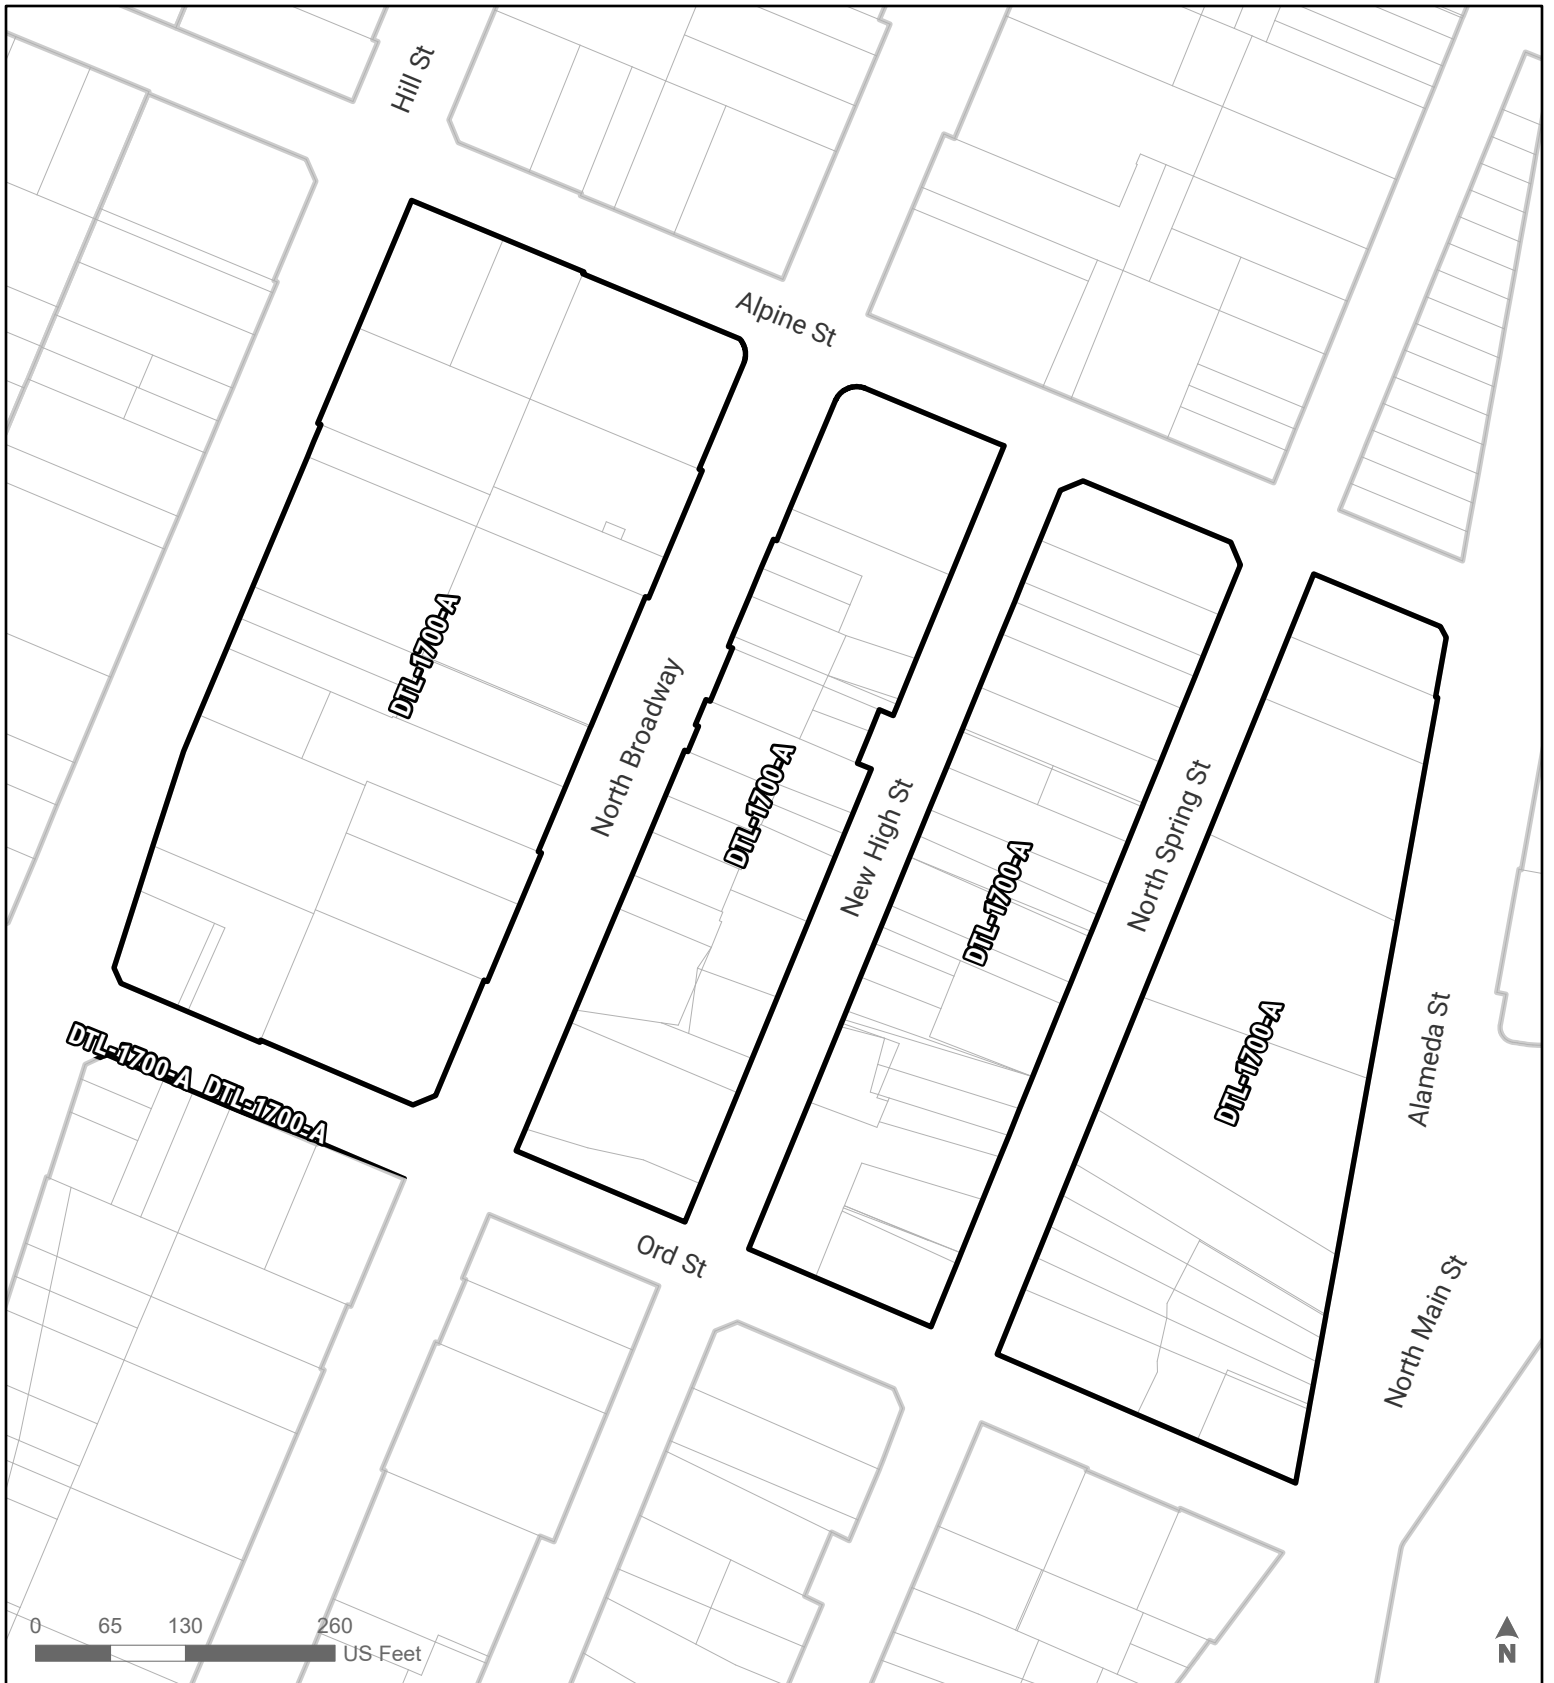 Hill St
Alpine St
DTL-1700-A
North Broadway
DTL-1700-A
New High St
North Spring St
DTL-1700-A
DTL-1700-A
Alameda St
DTL-1700-A
DTL-1700-A
Ord St
North Main St
0 65 130 260
US Feet
N